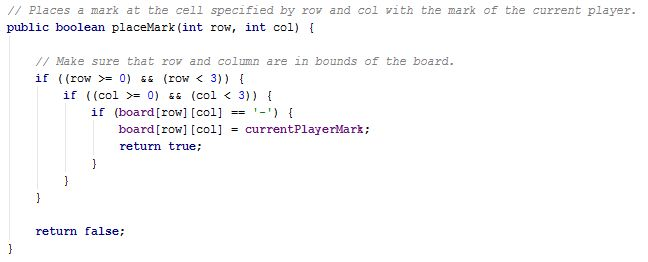 // Places a mark at the cell specified by row and col with the mark of the current player.
public boolean placeMark(int row, int col) {
// Make sure that row and column are in bounds of the board.
if ((row >= 0) && (row < 3)) {
if ((col >= 0) && (col < 3)) {
if (board[row][col] == '-') {
board[row][col] = currentPlayerMark;
return true;
}
}
}
return false;
}